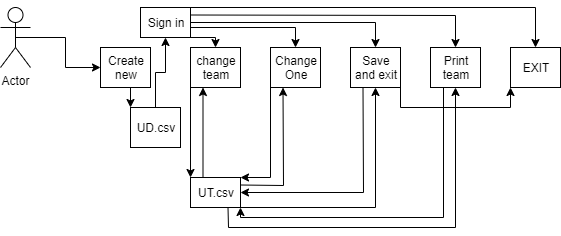 Sign in
Actor
Create
new
change
team
Change
One
Save
and exit
Print
team
EXIT
UD.csv
UT.csv